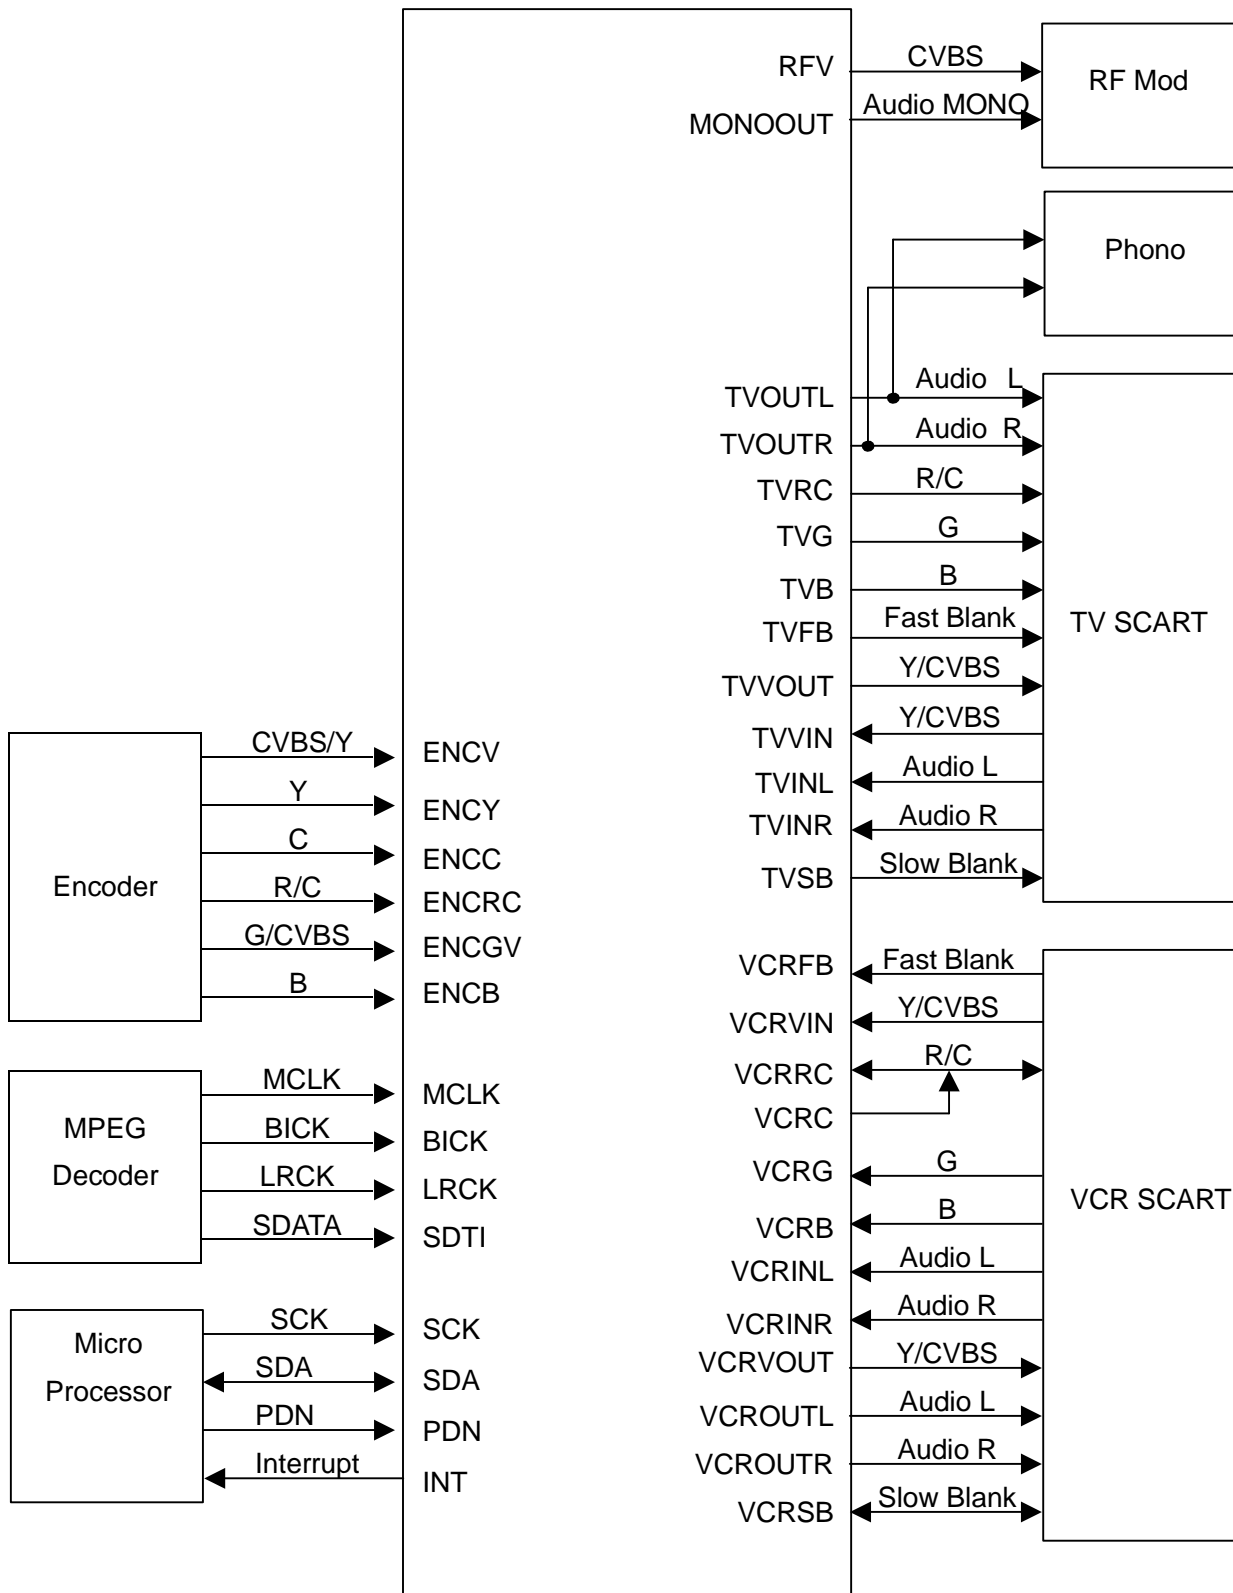 RFV
CVBS
RF Mod
MONOOUT
Audio MONO
Phono
TVOUTL
Audio L
TVOUTR
Audio R
TVRC
R/C
TVG
G
TVB
B
TVFB
Fast Blank
TV SCART
TVVOUT
Y/CVBS
TVVIN
Y/CVBS
TVINL
Audio L
TVINR
Audio R
TVSB
Slow Blank
Encoder
CVBS/Y
ENCV
Y
ENCY
C
ENCC
R/C
ENCRC
G/CVBS
ENCGV
B
ENCB
VCRFB
Fast Blank
VCRVIN
Y/CVBS
VCRRC
R/C
VCRC
VCRG
G
VCRB
B
VCR SCART
VCRINL
Audio L
VCRINR
Audio R
VCRVOUT
Y/CVBS
VCROUTL
Audio L
VCROUTR
Audio R
VCRSB
Slow Blank
MPEG
Decoder
MCLK
MCLK
BICK
BICK
LRCK
LRCK
SDATA
SDTI
Micro
Processor
SCK
SCK
SDA
SDA
PDN
PDN
Interrupt
INT